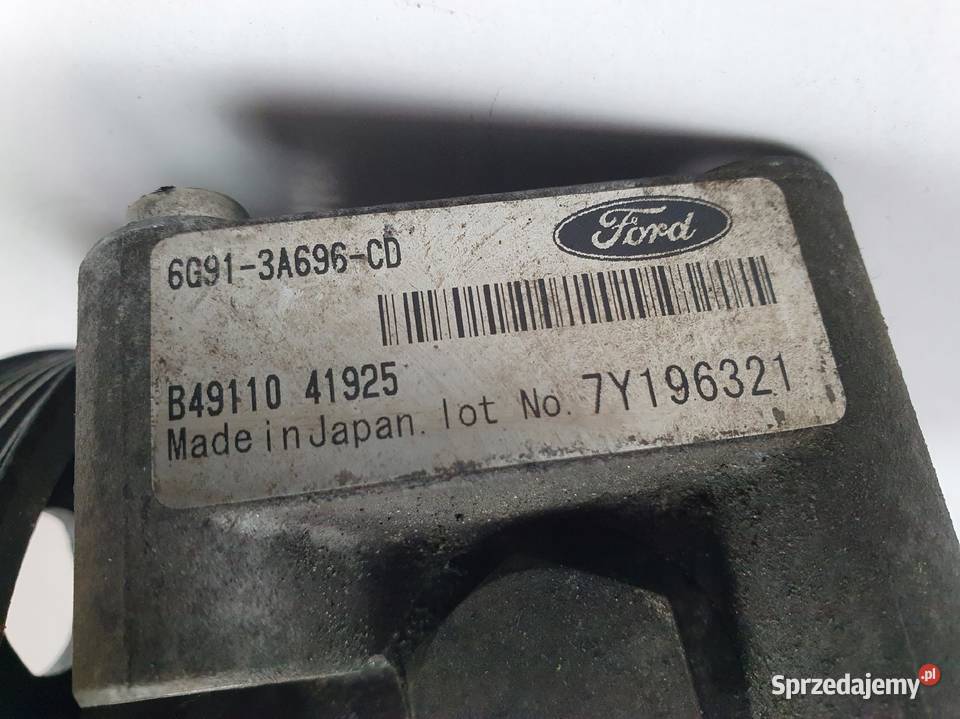 Ford
6G91-3A696-CD
B49110 41925
Made in Japan. lot No. 7Y196321
Sprzedajemy.pl